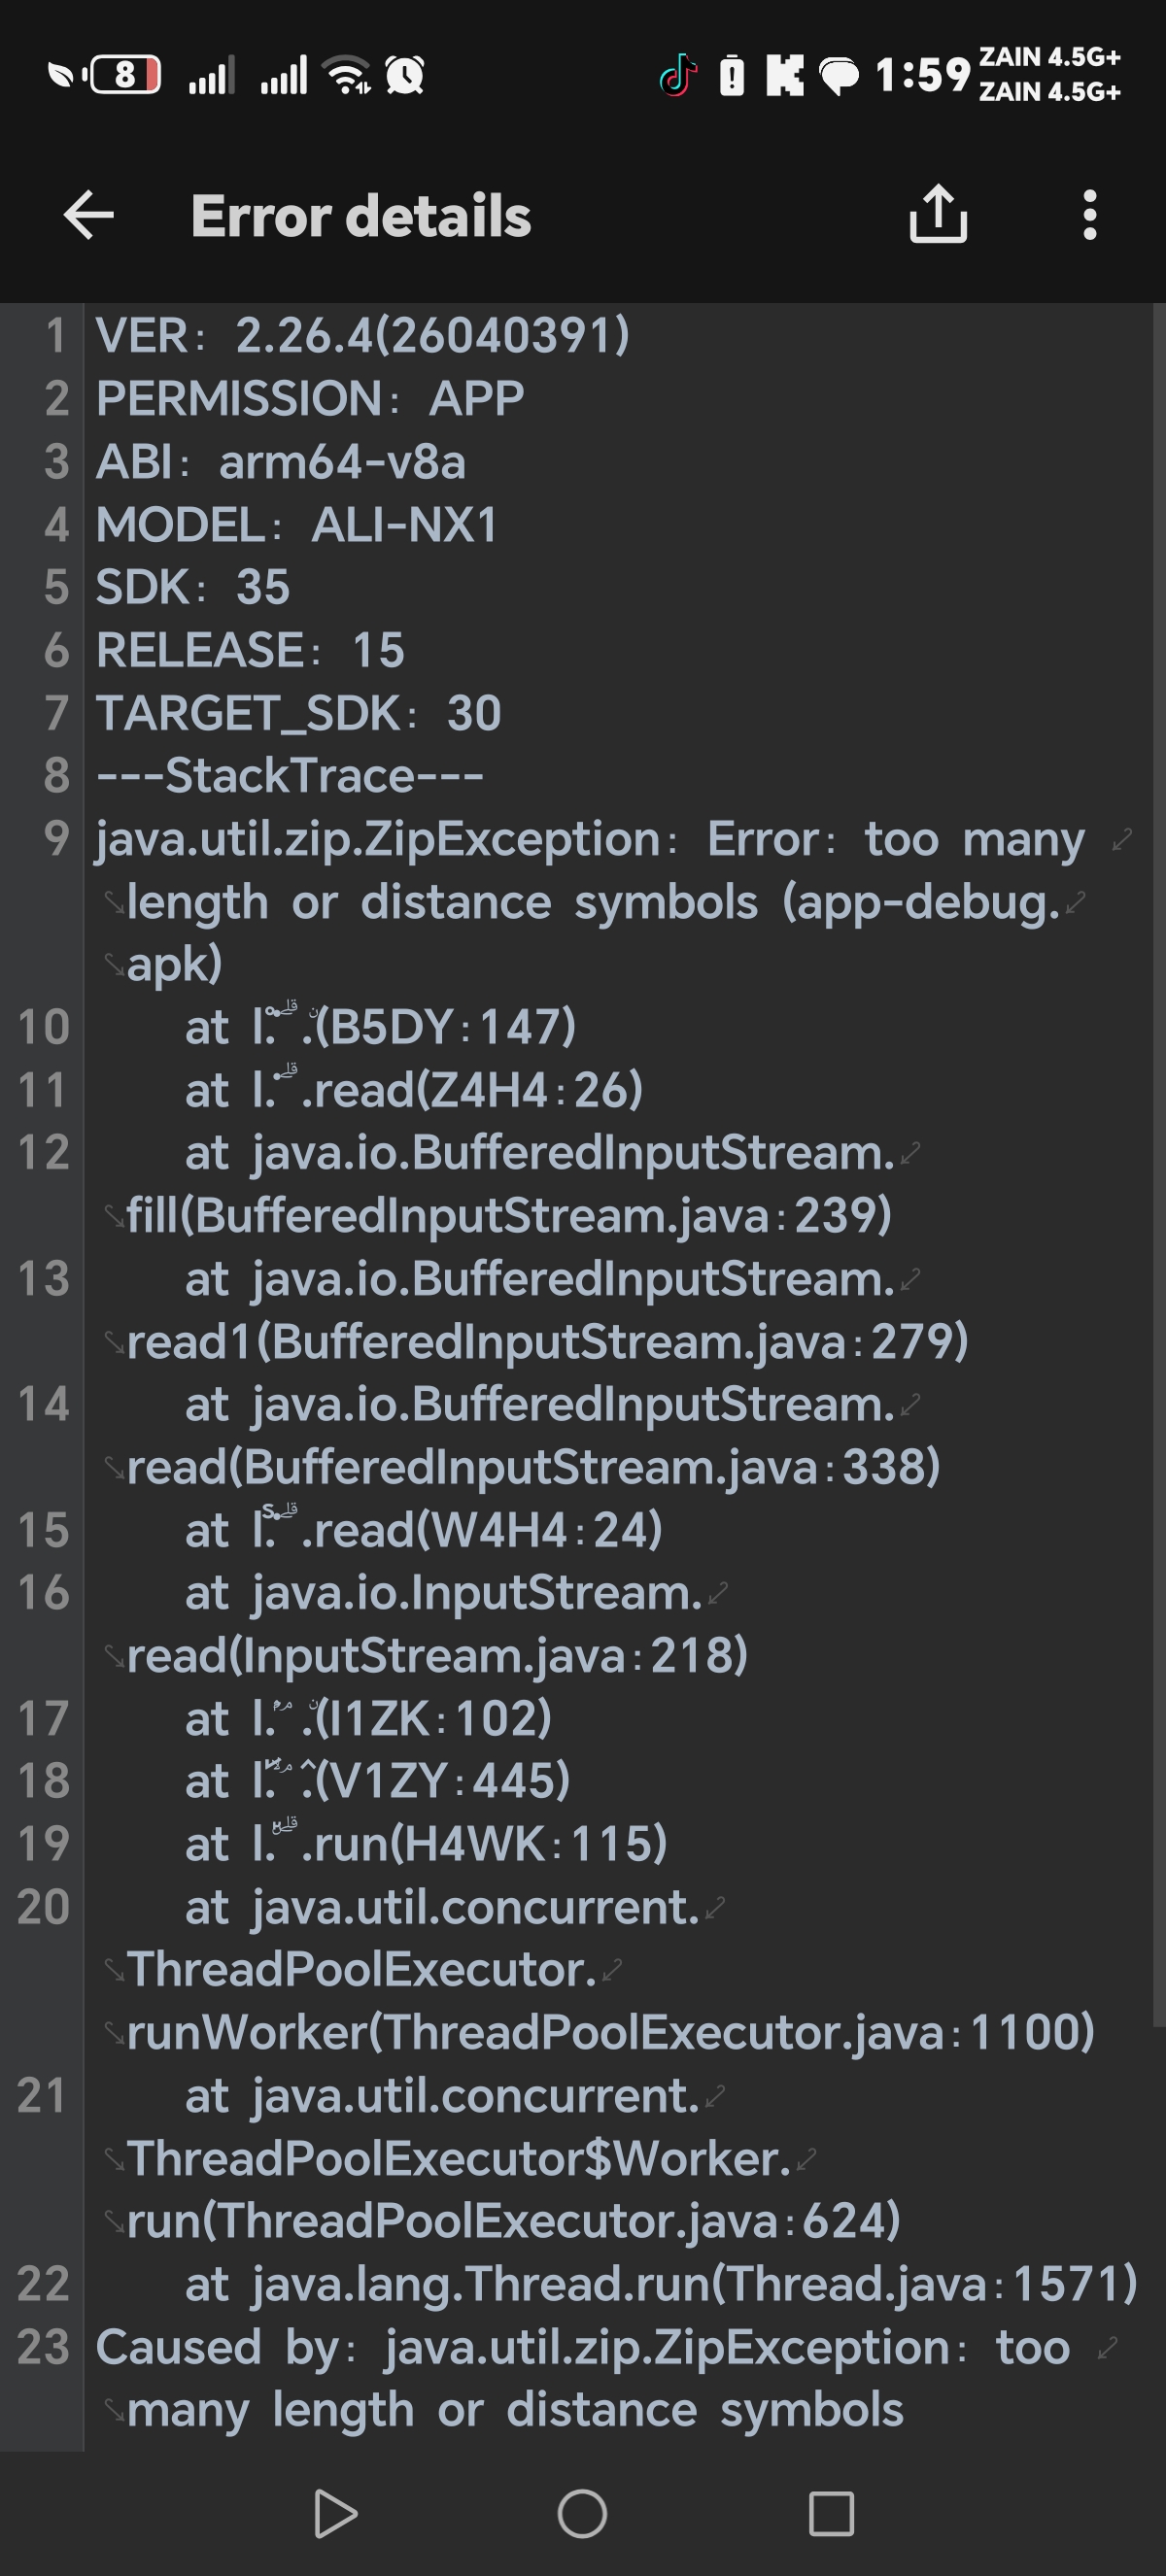 8
1:59
ZAIN 4.5G+
ZAIN 4.5G+
Error details
1 VER: 2.26.4(26040391)
2 PERMISSION: APP
3 ABI: arm64-v8a
4 MODEL: ALI-NX1
5 SDK: 35
6 RELEASE: 15
7 TARGET_SDK: 30
8 ---StackTrace---
9 java.util.zip.ZipException: Error: too many
length or distance symbols (app-debug.
apk)
10 at l. .(B5DY:147)
11 at l. .read(Z4H4:26)
12 at java.io.BufferedInputStream.
fill(BufferedInputStream.java:239)
13 at java.io.BufferedInputStream.
read1(BufferedInputStream.java:279)
14 at java.io.BufferedInputStream.
read(BufferedInputStream.java:338)
15 at l. .read(W4H4:24)
16 at java.io.InputStream.
read(InputStream.java:218)
17 at l. .(I1ZK:102)
18 at l. .(V1ZY:445)
19 at l. .run(H4WK:115)
20 at java.util.concurrent.
ThreadPoolExecutor.
runWorker(ThreadPoolExecutor.java:1100)
21 at java.util.concurrent.
ThreadPoolExecutor$Worker.
run(ThreadPoolExecutor.java:624)
22 at java.lang.Thread.run(Thread.java:1571)
23 Caused by: java.util.zip.ZipException: too
many length or distance symbols